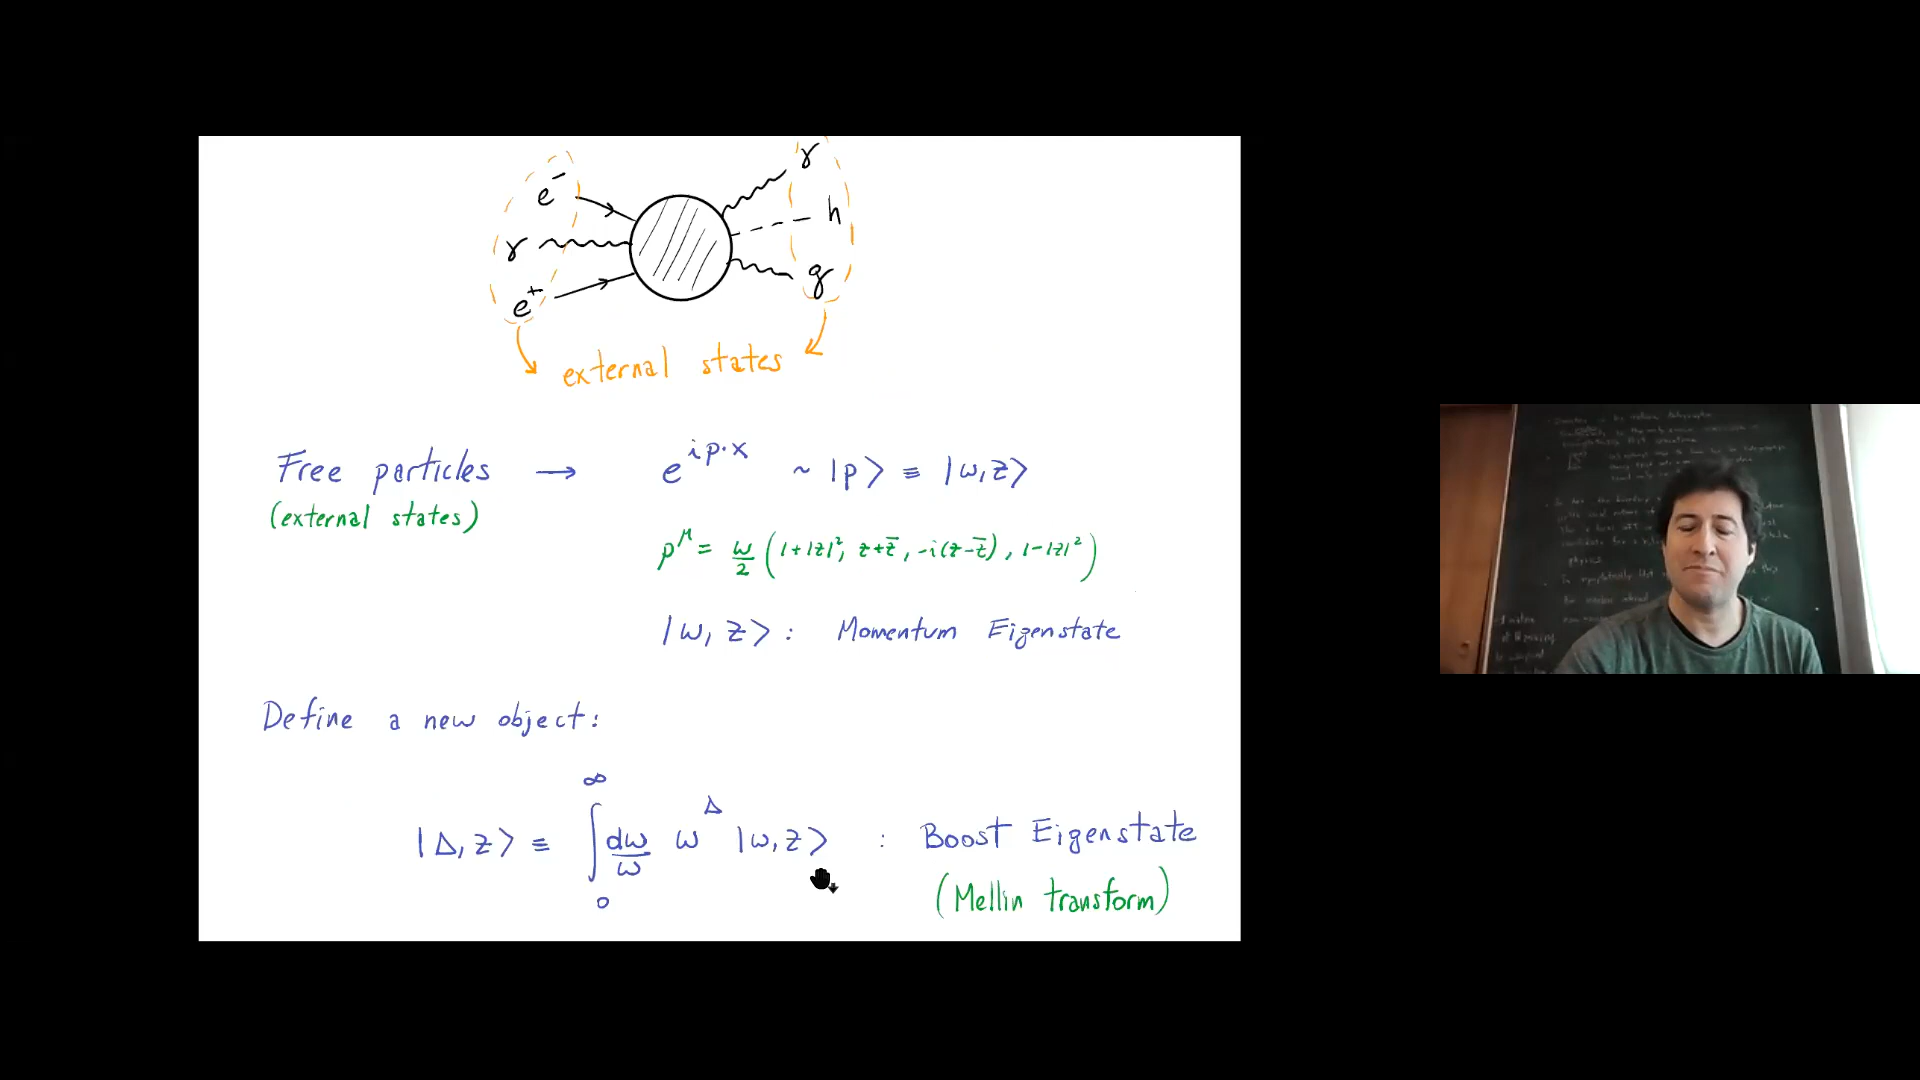 e⁻
γ
e⁺
γ
h
g
external states
Free particles → e^{ip·x} ~ |p⟩ ≡ |ω,z⟩
(external states)
p^μ = ω/2 (1+|z|², z+z̄, -i(z-z̄), 1-|z|²)
|ω, z⟩ : Momentum Eigenstate
Define a new object:
|Δ,z⟩ ≡ ∫₀^∞ dω/ω ω^Δ |ω,z⟩ : Boost Eigenstate
(Mellin transform)
physics.